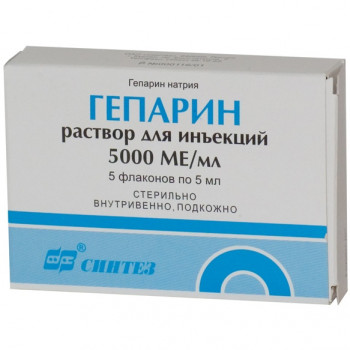 Гепарин натрия
ГЕПАРИН
раствор для инъекций
5000 МЕ/мл
5 флаконов по 5 мл
СТЕРИЛЬНО
ВНУТРИВЕННО, ПОДКОЖНО
® СИНТЕЗ